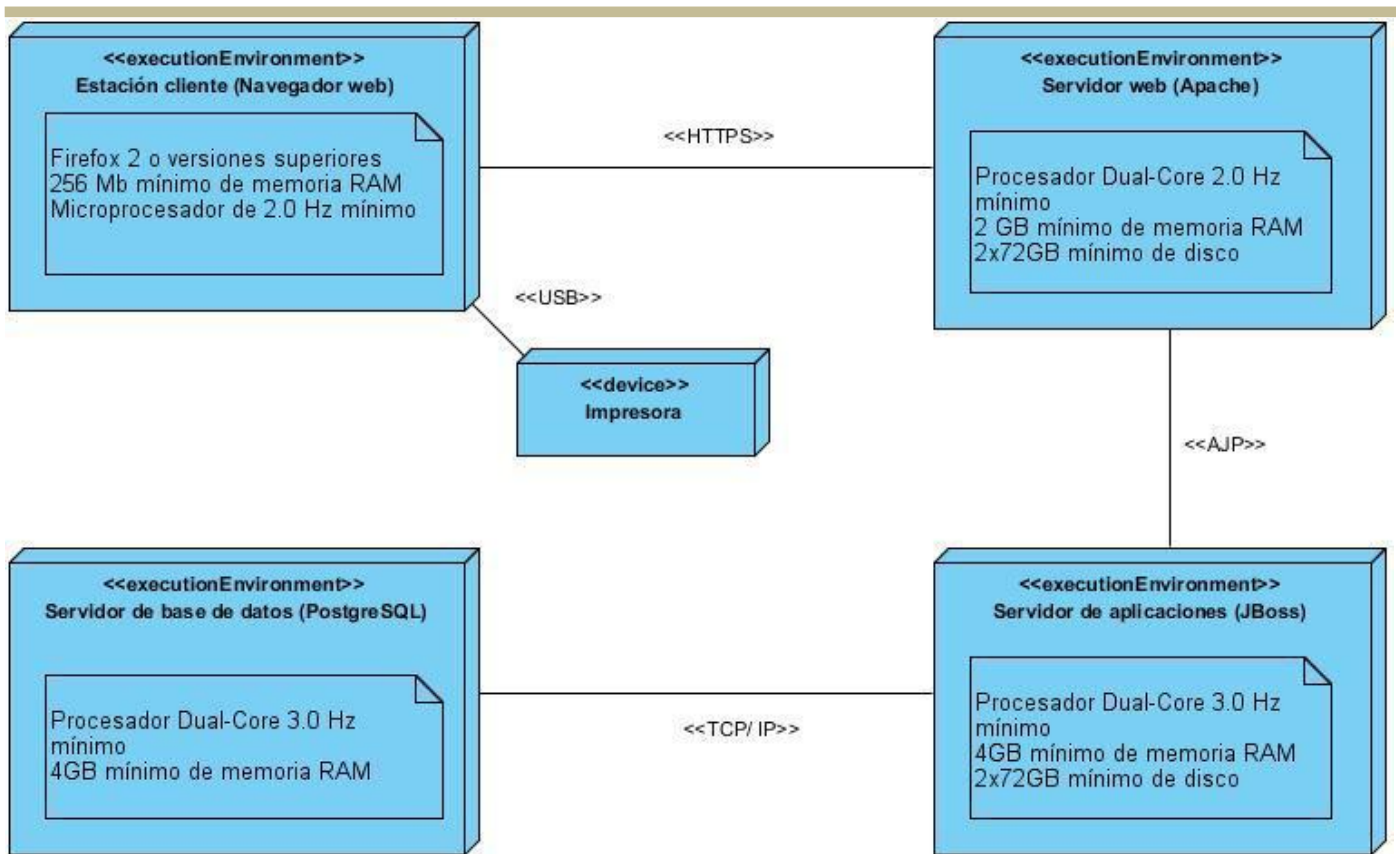 <<executionEnvironment>>
Estación cliente (Navegador web)
Firefox 2 o versiones superiores
256 Mb mínimo de memoria RAM
Microprocesador de 2.0 Hz mínimo
<<HTTPS>>
<<executionEnvironment>>
Servidor web (Apache)
Procesador Dual-Core 2.0 Hz
mínimo
2 GB mínimo de memoria RAM
2x72GB mínimo de disco
<<USB>>
<<device>>
Impresora
<<AJP>>
<<executionEnvironment>>
Servidor de base de datos (PostgreSQL)
Procesador Dual-Core 3.0 Hz
mínimo
4GB mínimo de memoria RAM
<<TCP/ IP>>
<<executionEnvironment>>
Servidor de aplicaciones (JBoss)
Procesador Dual-Core 3.0 Hz
mínimo
4GB mínimo de memoria RAM
2x72GB mínimo de disco